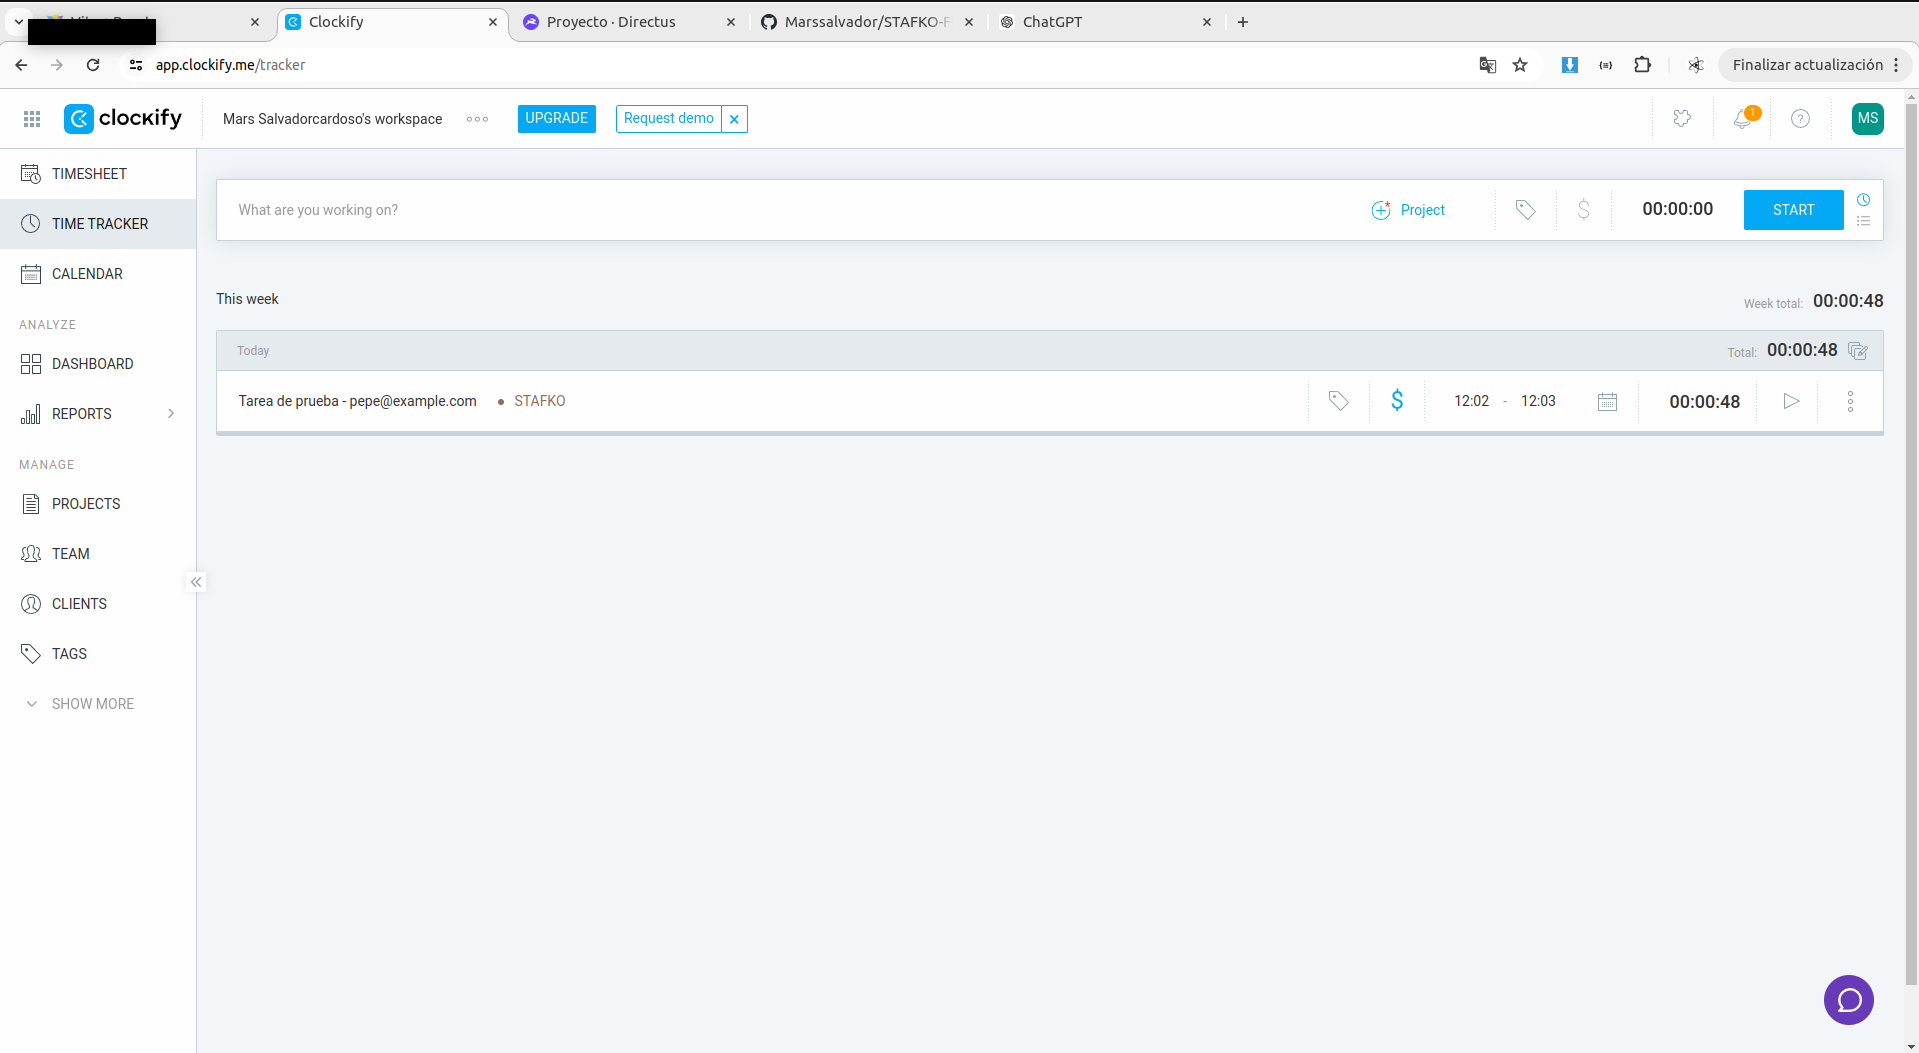 Clockify
Proyecto · Directus
Marssalvador/STAFKO-F
ChatGPT
app.clockify.me/tracker
Finalizar actualización
clockify
Mars Salvadorcardoso's workspace
UPGRADE
Request demo
1
MS
TIMESHEET
TIME TRACKER
CALENDAR
ANALYZE
DASHBOARD
REPORTS
MANAGE
PROJECTS
TEAM
CLIENTS
TAGS
SHOW MORE
What are you working on?
Project
00:00:00
START
This week
Week total: 00:00:48
Today
Total: 00:00:48
Tarea de prueba - pepe@example.com
STAFKO
12:02 - 12:03
00:00:48